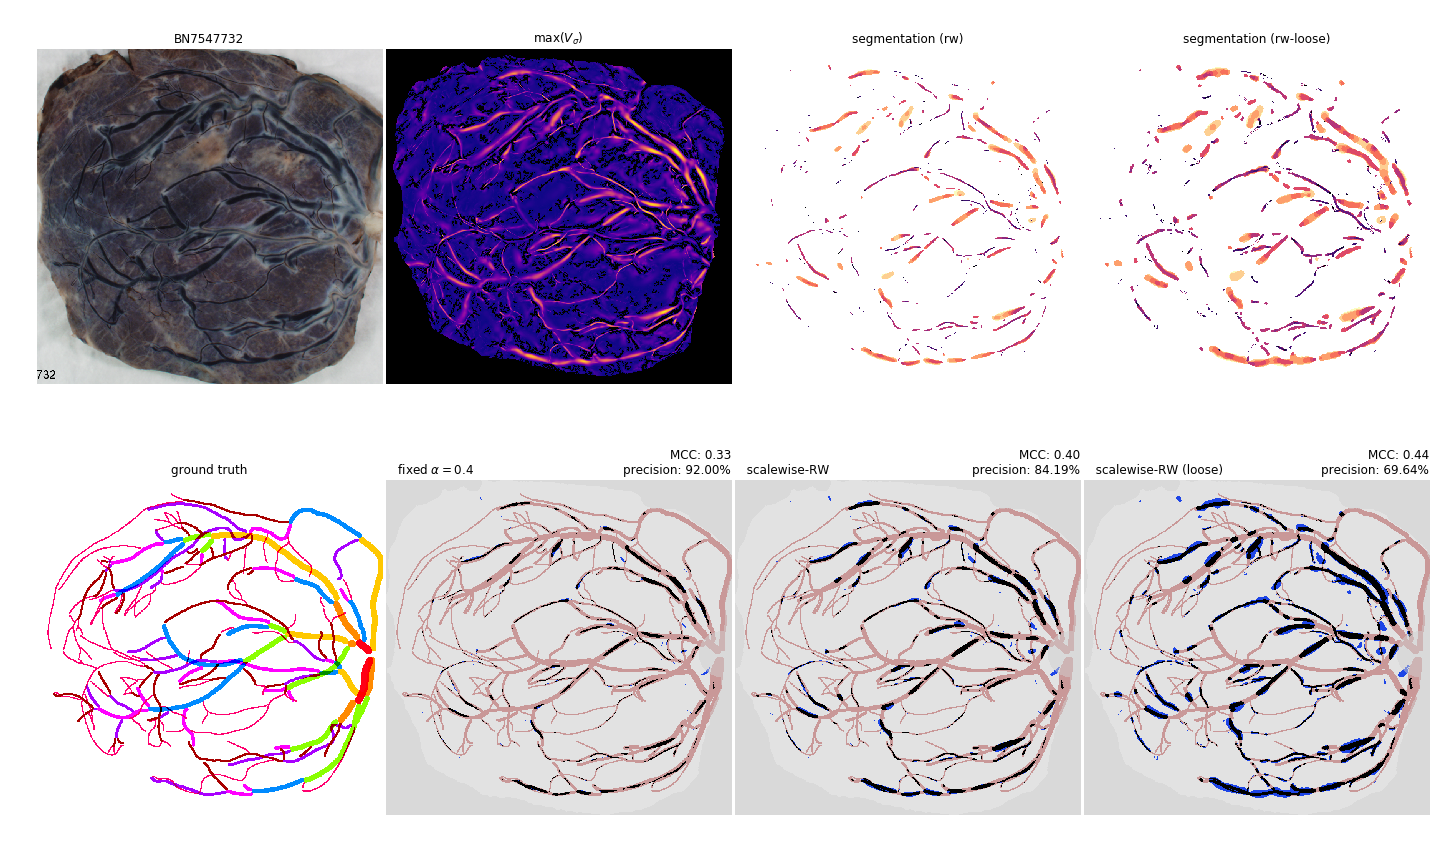 BN7547732
max(Vσ)
segmentation (rw)
segmentation (rw-loose)
732
ground truth
fixed α = 0.4
MCC: 0.33
precision: 92.00%
scalewise-RW
MCC: 0.40
precision: 84.19%
scalewise-RW (loose)
MCC: 0.44
precision: 69.64%